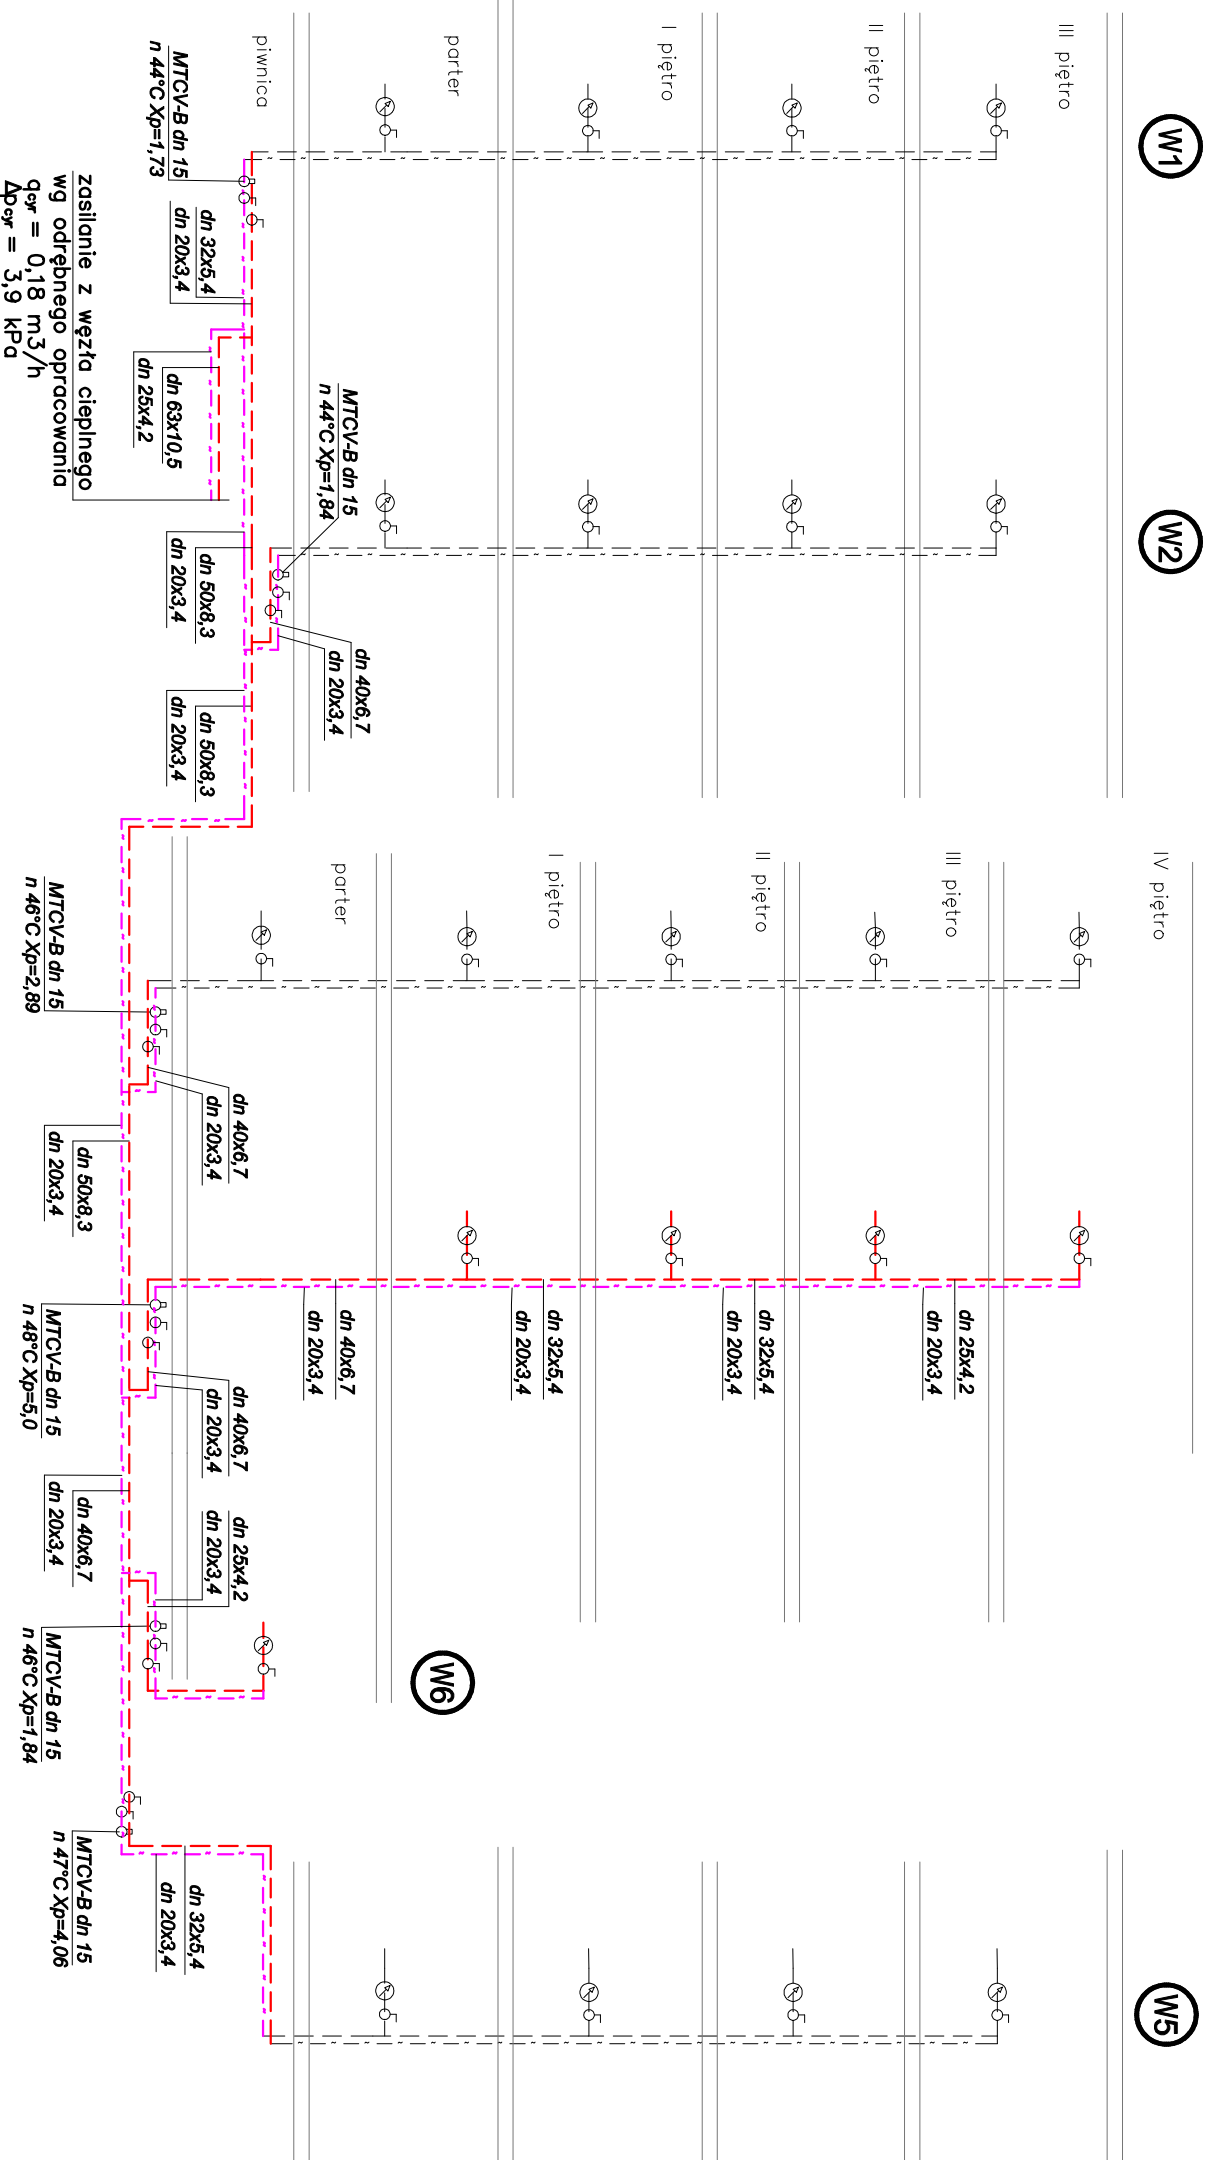 W1
W2
W5
W6
III piętro
II piętro
I piętro
parter
piwnica
MTCV-B dn 15
n 44°C Xp=1,73
dn 32x5,4
dn 20x3,4
dn 63x10,5
dn 25x4,2
zasilanie z węzła cieplnego
wg odrębnego opracowania
qcyr = 0,18 m3/h
Δpcyr = 3,9 kPa
MTCV-B dn 15
n 44°C Xp=1,84
dn 40x6,7
dn 20x3,4
dn 50x8,3
dn 20x3,4
dn 50x8,3
dn 20x3,4
IV piętro
III piętro
II piętro
I piętro
parter
MTCV-B dn 15
n 46°C Xp=2,89
dn 40x6,7
dn 20x3,4
dn 50x8,3
dn 20x3,4
dn 25x4,2
dn 20x3,4
dn 32x5,4
dn 20x3,4
dn 32x5,4
dn 20x3,4
dn 40x6,7
dn 20x3,4
MTCV-B dn 15
n 48°C Xp=5,0
dn 40x6,7
dn 20x3,4
dn 40x6,7
dn 20x3,4
dn 25x4,2
dn 20x3,4
MTCV-B dn 15
n 46°C Xp=1,84
MTCV-B dn 15
n 47°C Xp=4,06
dn 32x5,4
dn 20x3,4